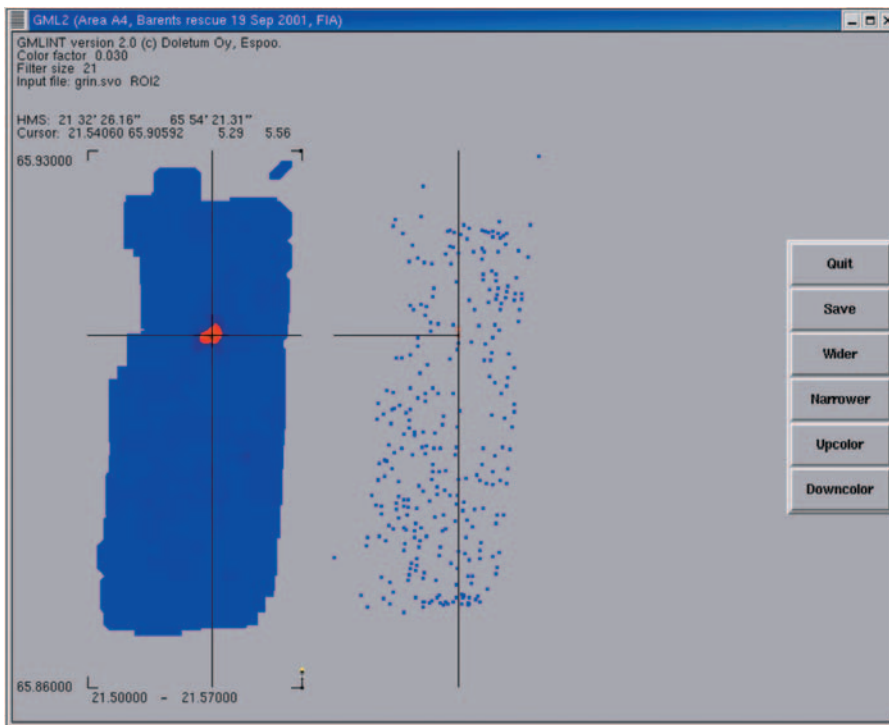 GML2 (Area A4, Barents rescue 19 Sep 2001, FIA)
GMLINT version 2.0 (c) Doletum Oy, Espoo.
Color factor 0.030
Filter size 21
Input file: grin.svo ROI2
HMS: 21 32' 26.16" 65 54' 21.31"
Cursor: 21.54060 65.90592 5.29 5.56
65.93000
Quit
Save
Wider
Narrower
Upcolor
Downcolor
65.86000
21.50000 - 21.57000